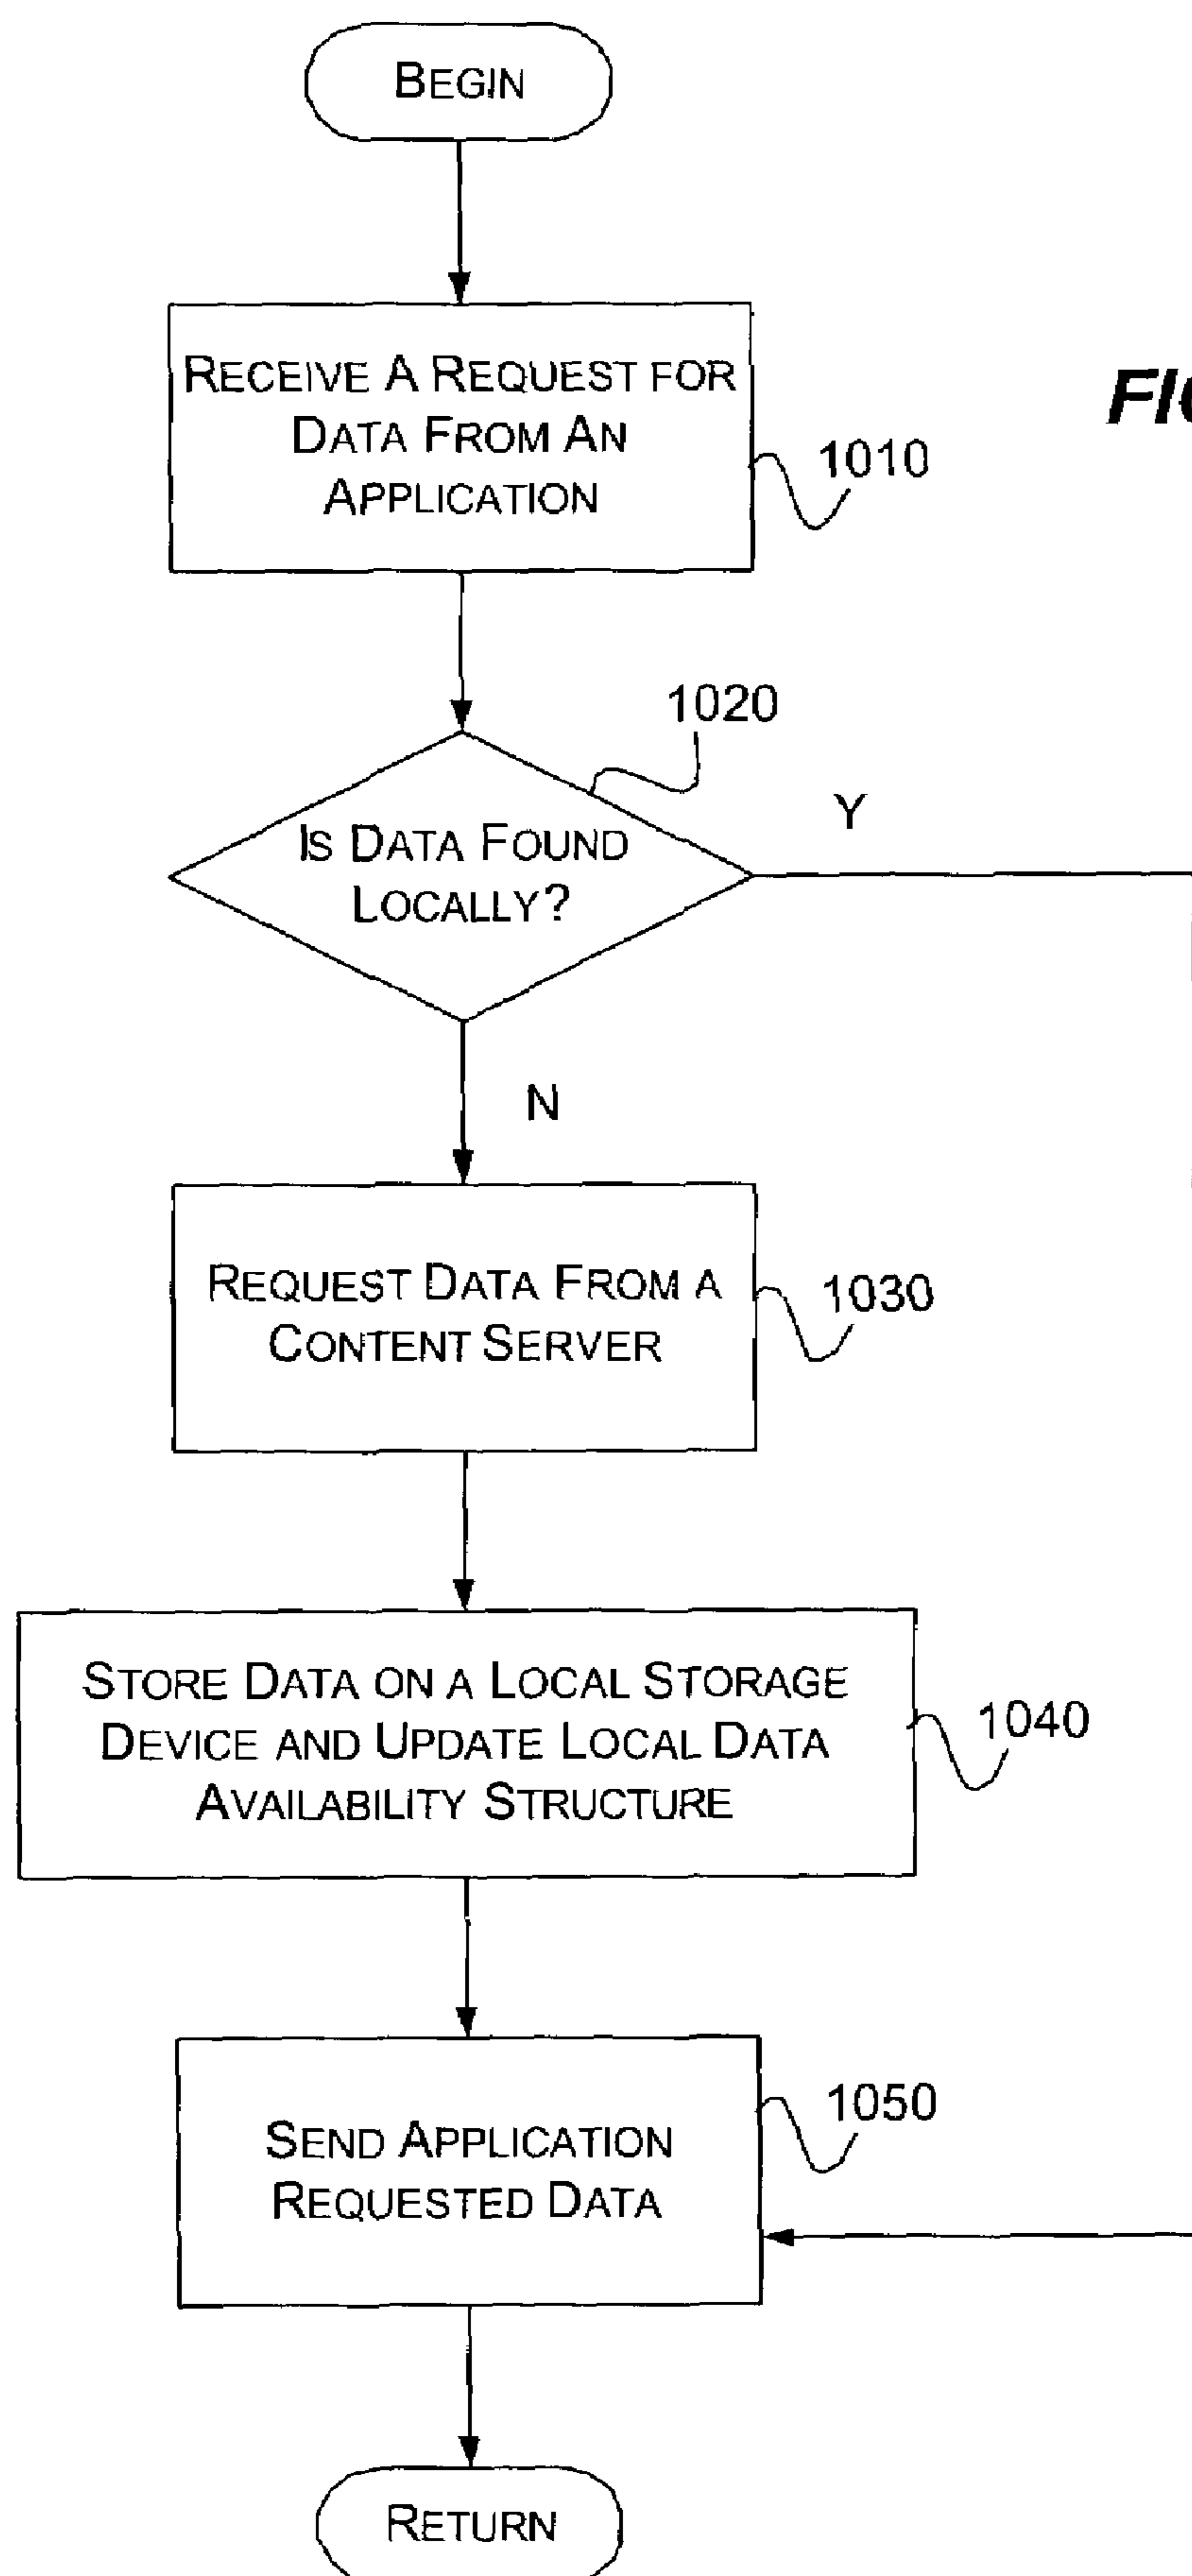 BEGIN
RECEIVE A REQUEST FOR
DATA FROM AN
APPLICATION
1010
1020
IS DATA FOUND
LOCALLY?
Y
N
REQUEST DATA FROM A
CONTENT SERVER
1030
STORE DATA ON A LOCAL STORAGE
DEVICE AND UPDATE LOCAL DATA
AVAILABILITY STRUCTURE
1040
SEND APPLICATION
REQUESTED DATA
1050
RETURN